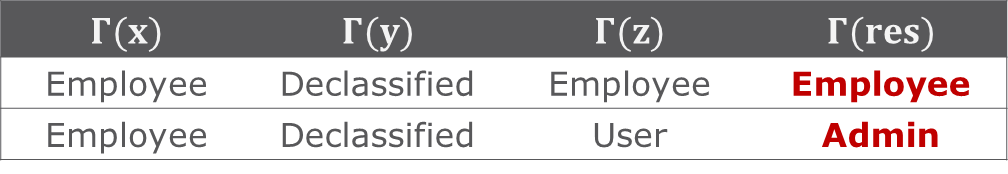 Γ(x) Γ(y) Γ(z) Γ(res)
Employee Declassified Employee Employee
Employee Declassified User Admin